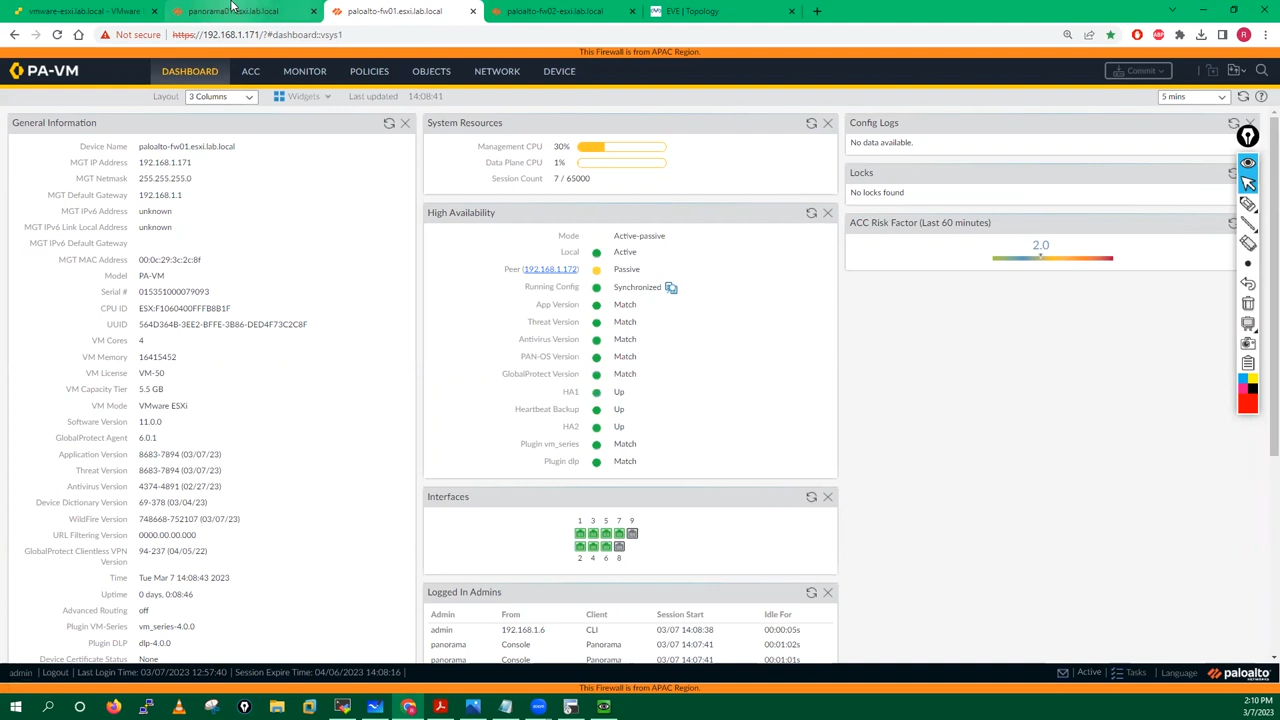 vmware-esxi.lab.local - VMware
panorama01.esxi.lab.local
paloalto-fw01.esxi.lab.local
paloalto-fw02-esxi.lab.local
EVE | Topology
Not secure
https://192.168.1.171/?#dashboard::vsys1
This Firewall is from APAC Region.
PA-VM
DASHBOARD
ACC
MONITOR
POLICIES
OBJECTS
NETWORK
DEVICE
Commit
Layout
3 Columns
Widgets
Last updated 14:08:41
5 mins
General Information
Device Name paloalto-fw01.esxi.lab.local
MGT IP Address 192.168.1.171
MGT Netmask 255.255.255.0
MGT Default Gateway 192.168.1.1
MGT IPv6 Address unknown
MGT IPv6 Link Local Address unknown
MGT IPv6 Default Gateway
MGT MAC Address 00:0c:29:3c:2c:8f
Model PA-VM
Serial # 015351000079093
CPU ID ESX:F1060400FFFB8B1F
UUID 564D364B-3EE2-BFFE-3B86-DED4F73C2C8F
VM Cores 4
VM Memory 16415452
VM License VM-50
VM Capacity Tier 5.5 GB
VM Mode VMware ESXi
Software Version 11.0.0
GlobalProtect Agent 6.0.1
Application Version 8683-7894 (03/07/23)
Threat Version 8683-7894 (03/07/23)
Antivirus Version 4374-4891 (02/27/23)
Device Dictionary Version 69-378 (03/04/23)
WildFire Version 748668-752107 (03/07/23)
URL Filtering Version 0000.00.00.000
GlobalProtect Clientless VPN Version 94-237 (04/05/22)
Time Tue Mar 7 14:08:43 2023
Uptime 0 days, 0:08:46
Advanced Routing off
Plugin VM-Series vm_series-4.0.0
Plugin DLP dlp-4.0.0
Device Certificate Status None
System Resources
Management CPU 30%
Data Plane CPU 1%
Session Count 7 / 65000
High Availability
Mode Active-passive
Local Active
Peer (192.168.1.172) Passive
Running Config Synchronized
App Version Match
Threat Version Match
Antivirus Version Match
PAN-OS Version Match
GlobalProtect Version Match
HA1 Up
Heartbeat Backup Up
HA2 Up
Plugin vm_series Match
Plugin dlp Match
Interfaces
1 3 5 7 9
2 4 6 8
Logged In Admins
Admin From Client Session Start Idle For
admin 192.168.1.6 CLI 03/07 14:08:38 00:00:05s
panorama Console Panorama 03/07 14:07:41 00:01:02s
panorama Console Panorama 03/07 14:07:41 00:01:01s
Config Logs
No data available.
Locks
No locks found
ACC Risk Factor (Last 60 minutes)
2.0
admin | Logout | Last Login Time: 03/07/2023 12:57:40 | Session Expire Time: 04/06/2023 14:08:16 |
Active
Tasks
Language
paloalto
NETWORKS
This Firewall is from APAC Region.
zoom
2:10 PM
3/7/2023